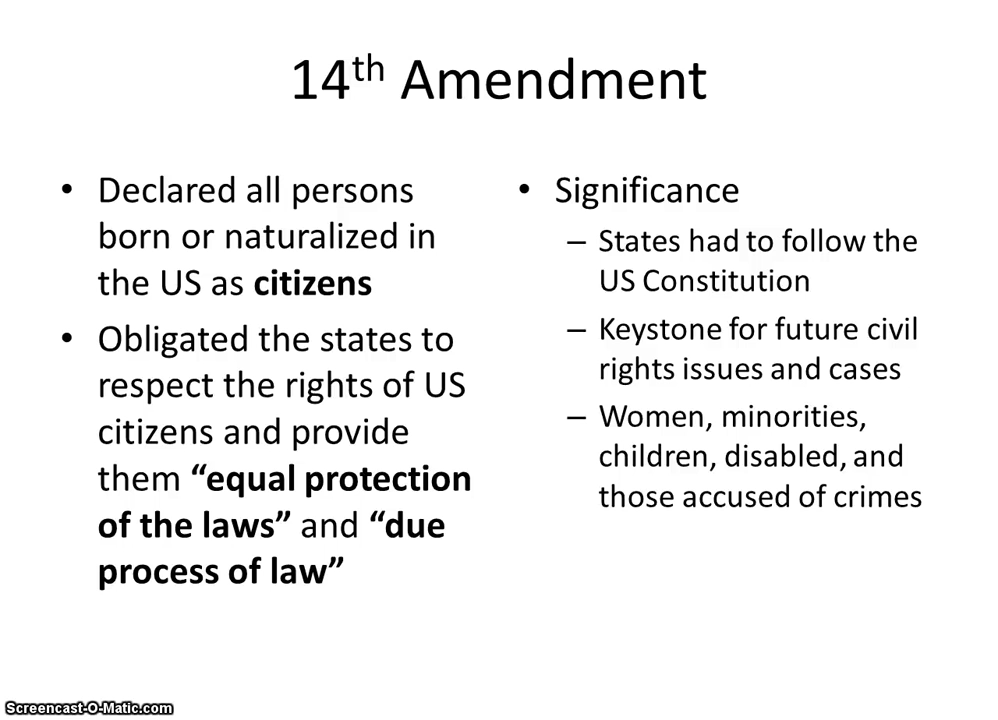 14th Amendment
• Declared all persons
born or naturalized in
the US as citizens
• Obligated the states to
respect the rights of US
citizens and provide
them “equal protection
of the laws” and “due
process of law”
• Significance
– States had to follow the
US Constitution
– Keystone for future civil
rights issues and cases
– Women, minorities,
children, disabled, and
those accused of crimes
Screencast-O-Matic.com